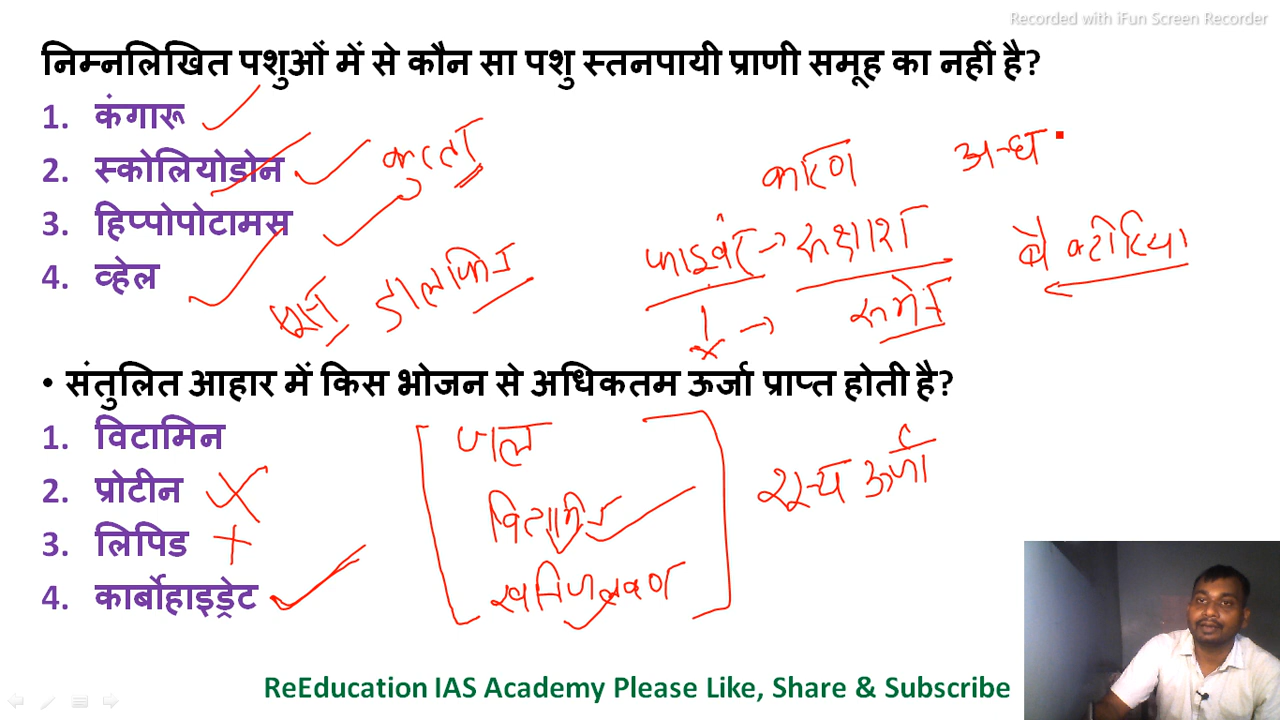 Recorded with iFun Screen Recorder
निम्नलिखित पशुओं में से कौन सा पशु स्तनपायी प्राणी समूह का नहीं है?
1. कंगारू
2. स्कोलियोडोन
3. हिप्पोपोटामस
4. व्हेल
कुत्ता
डालफिन
कारण
अन्ध
फाइबर → रुक्षांश
बैक्टीरिया
रुमेन
• संतुलित आहार में किस भोजन से अधिकतम ऊर्जा प्राप्त होती है?
1. विटामिन
2. प्रोटीन
3. लिपिड
4. कार्बोहाइड्रेट
जल
विटामिन
खनिज लवण
शून्य ऊर्जा
ReEducation IAS Academy Please Like, Share & Subscribe